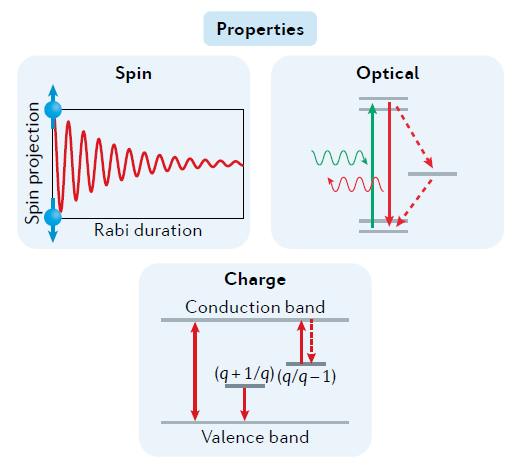 Properties
Spin
Spin projection
Rabi duration
Optical
Charge
Conduction band
(q + 1/q) (q/q – 1)
Valence band